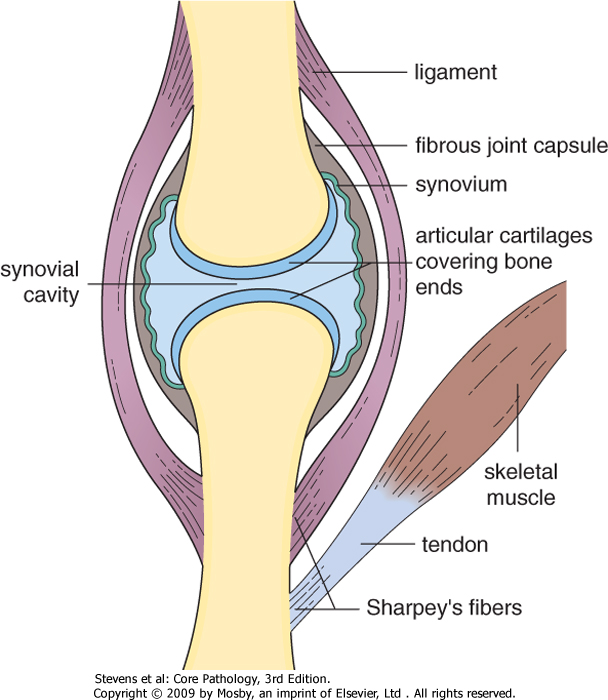 ligament
fibrous joint capsule
synovium
articular cartilages
covering bone
ends
synovial
cavity
skeletal
muscle
tendon
Sharpey's fibers
Stevens et al: Core Pathology, 3rd Edition.
Copyright © 2009 by Mosby, an imprint of Elsevier, Ltd . All rights reserved.